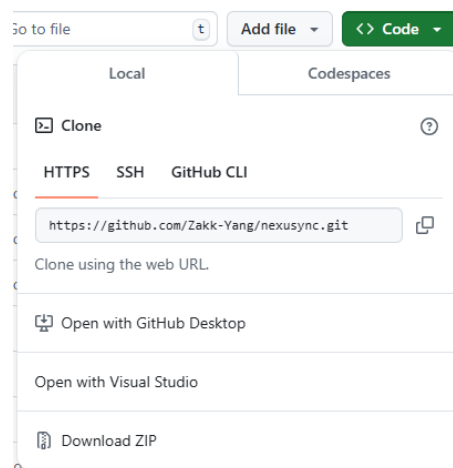 Go to file t Add file Code
Local Codespaces
Clone
HTTPS SSH GitHub CLI
https://github.com/Zakk-Yang/nexusync.git
Clone using the web URL.
Open with GitHub Desktop
Open with Visual Studio
Download ZIP